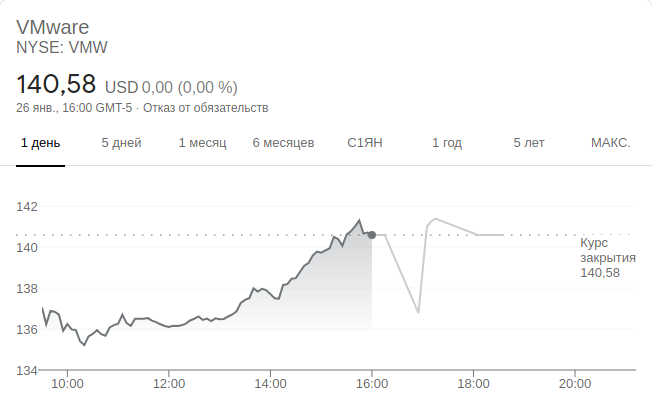 VMware
NYSE: VMW
140,58 USD 0,00 (0,00 %)
26 янв., 16:00 GMT-5 · Отказ от обязательств
1 день 5 дней 1 месяц 6 месяцев С1ЯН 1 год 5 лет МАКС.
142
140
138
136
134
Курс
закрытия
140,58
10:00 12:00 14:00 16:00 18:00 20:00